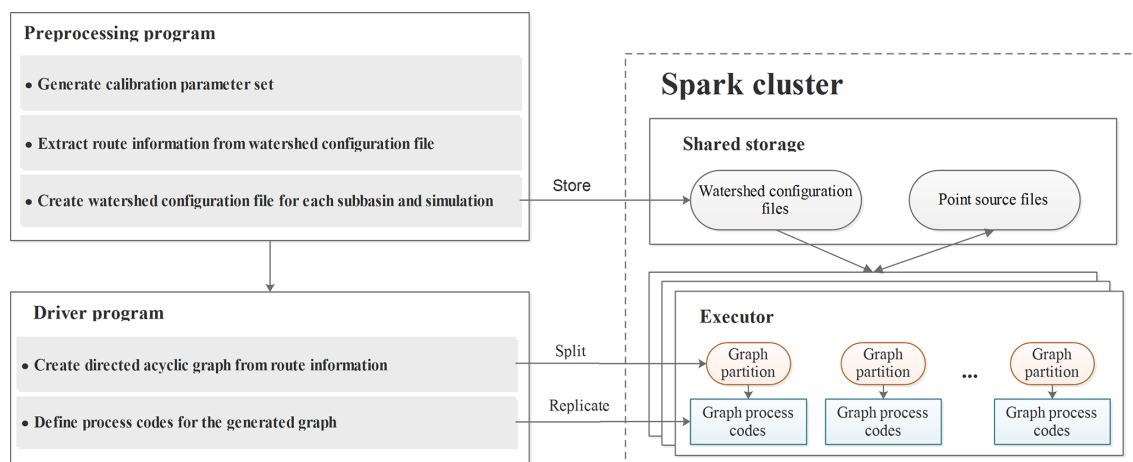 Preprocessing program
• Generate calibration parameter set
• Extract route information from watershed configuration file
• Create watershed configuration file for each subbasin and simulation
Store
Driver program
• Create directed acyclic graph from route information
• Define process codes for the generated graph
Split
Replicate
Spark cluster
Shared storage
Watershed configuration
files
Point source files
Executor
Graph
partition
Graph
partition
...
Graph
partition
Graph process
codes
Graph process
codes
Graph process
codes